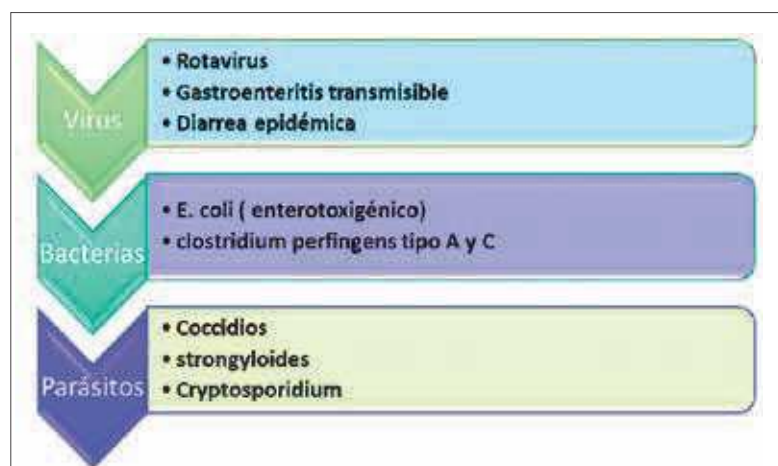 Virus
• Rotavirus
• Gastroenteritis transmisible
• Diarrea epidémica
Bacterias
• E. coli ( enterotoxigénico)
• clostridium perfingens tipo A y C
Parásitos
• Coccidios
• strongyloides
• Cryptosporidium